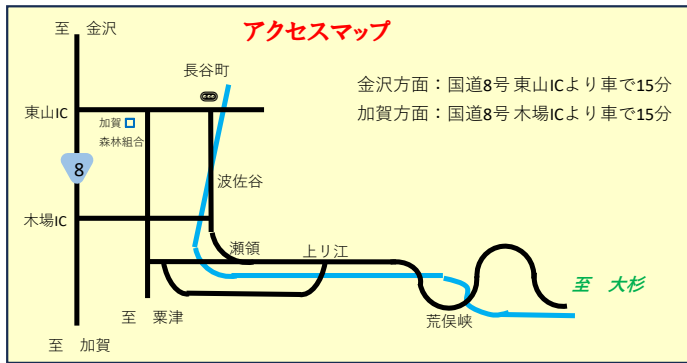 至 金沢
アクセスマップ
長谷町
金沢方面：国道8号 東山ICより車で15分
加賀方面：国道8号 木場ICより車で15分
東山IC
加賀
森林組合
8
波佐谷
木場IC
瀬領
上リ江
至 大杉
荒俣峡
至 粟津
至 加賀